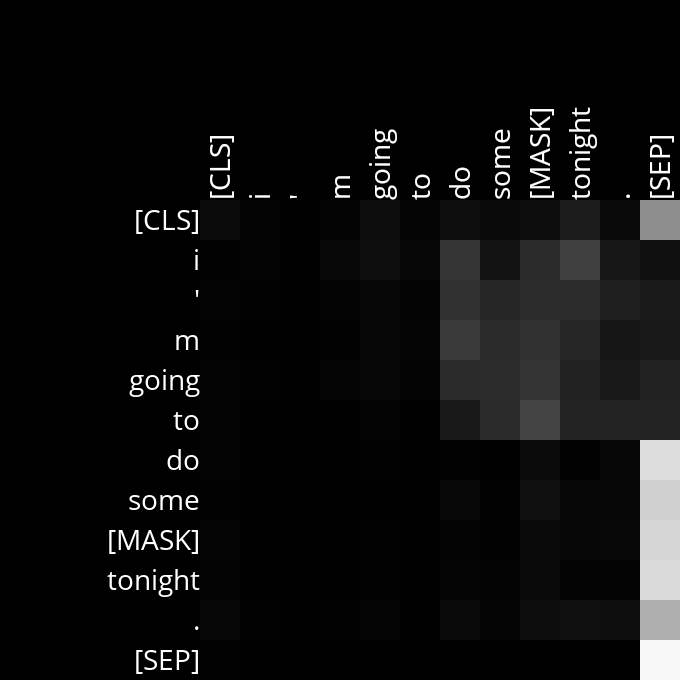 [CLS] i ' m going to do some [MASK] tonight . [SEP]
[CLS]
i
'
m
going
to
do
some
[MASK]
tonight
.
[SEP]